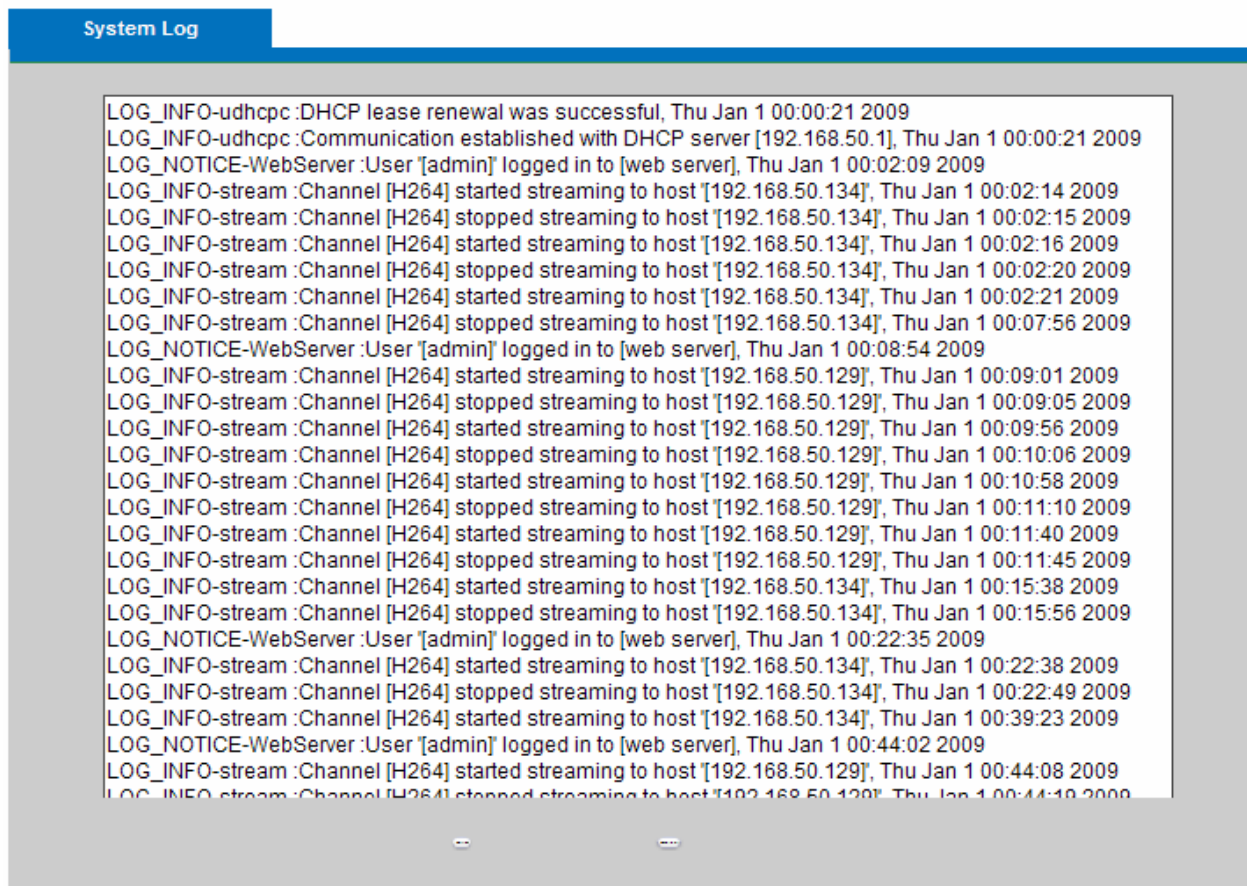 System Log
LOG_INFO-udhcpc :DHCP lease renewal was successful, Thu Jan 1 00:00:21 2009
LOG_INFO-udhcpc :Communication established with DHCP server [192.168.50.1], Thu Jan 1 00:00:21 2009
LOG_NOTICE-WebServer :User '[admin]' logged in to [web server], Thu Jan 1 00:02:09 2009
LOG_INFO-stream :Channel [H264] started streaming to host '[192.168.50.134]', Thu Jan 1 00:02:14 2009
LOG_INFO-stream :Channel [H264] stopped streaming to host '[192.168.50.134]', Thu Jan 1 00:02:15 2009
LOG_INFO-stream :Channel [H264] started streaming to host '[192.168.50.134]', Thu Jan 1 00:02:16 2009
LOG_INFO-stream :Channel [H264] stopped streaming to host '[192.168.50.134]', Thu Jan 1 00:02:20 2009
LOG_INFO-stream :Channel [H264] started streaming to host '[192.168.50.134]', Thu Jan 1 00:02:21 2009
LOG_INFO-stream :Channel [H264] stopped streaming to host '[192.168.50.134]', Thu Jan 1 00:07:56 2009
LOG_NOTICE-WebServer :User '[admin]' logged in to [web server], Thu Jan 1 00:08:54 2009
LOG_INFO-stream :Channel [H264] started streaming to host '[192.168.50.129]', Thu Jan 1 00:09:01 2009
LOG_INFO-stream :Channel [H264] stopped streaming to host '[192.168.50.129]', Thu Jan 1 00:09:05 2009
LOG_INFO-stream :Channel [H264] started streaming to host '[192.168.50.129]', Thu Jan 1 00:09:56 2009
LOG_INFO-stream :Channel [H264] stopped streaming to host '[192.168.50.129]', Thu Jan 1 00:10:06 2009
LOG_INFO-stream :Channel [H264] started streaming to host '[192.168.50.129]', Thu Jan 1 00:10:58 2009
LOG_INFO-stream :Channel [H264] stopped streaming to host '[192.168.50.129]', Thu Jan 1 00:11:10 2009
LOG_INFO-stream :Channel [H264] started streaming to host '[192.168.50.129]', Thu Jan 1 00:11:40 2009
LOG_INFO-stream :Channel [H264] stopped streaming to host '[192.168.50.129]', Thu Jan 1 00:11:45 2009
LOG_INFO-stream :Channel [H264] started streaming to host '[192.168.50.134]', Thu Jan 1 00:15:38 2009
LOG_INFO-stream :Channel [H264] stopped streaming to host '[192.168.50.134]', Thu Jan 1 00:15:56 2009
LOG_NOTICE-WebServer :User '[admin]' logged in to [web server], Thu Jan 1 00:22:35 2009
LOG_INFO-stream :Channel [H264] started streaming to host '[192.168.50.134]', Thu Jan 1 00:22:38 2009
LOG_INFO-stream :Channel [H264] stopped streaming to host '[192.168.50.134]', Thu Jan 1 00:22:49 2009
LOG_INFO-stream :Channel [H264] started streaming to host '[192.168.50.134]', Thu Jan 1 00:39:23 2009
LOG_NOTICE-WebServer :User '[admin]' logged in to [web server], Thu Jan 1 00:44:02 2009
LOG_INFO-stream :Channel [H264] started streaming to host '[192.168.50.129]', Thu Jan 1 00:44:08 2009
LOG_INFO-stream :Channel [H264] stopped streaming to host '[192.168.50.129]', Thu Jan 1 00:44:19 2009